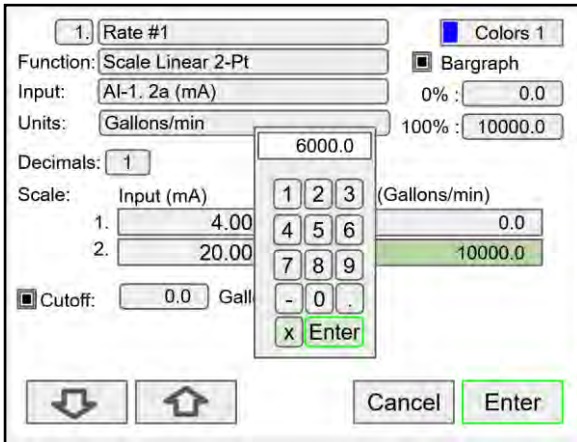 1. Rate #1 Colors 1
Function: Scale Linear 2-Pt Bargraph
Input: AI-1. 2a (mA) 0% : 0.0
Units: Gallons/min 100% : 10000.0
6000.0
Decimals: 1
Scale: Input (mA) (Gallons/min)
1. 4.00 0.0
2. 20.00 10000.0
1 2 3
4 5 6
7 8 9
- 0 .
x Enter
Cutoff: 0.0 Gall
Cancel Enter